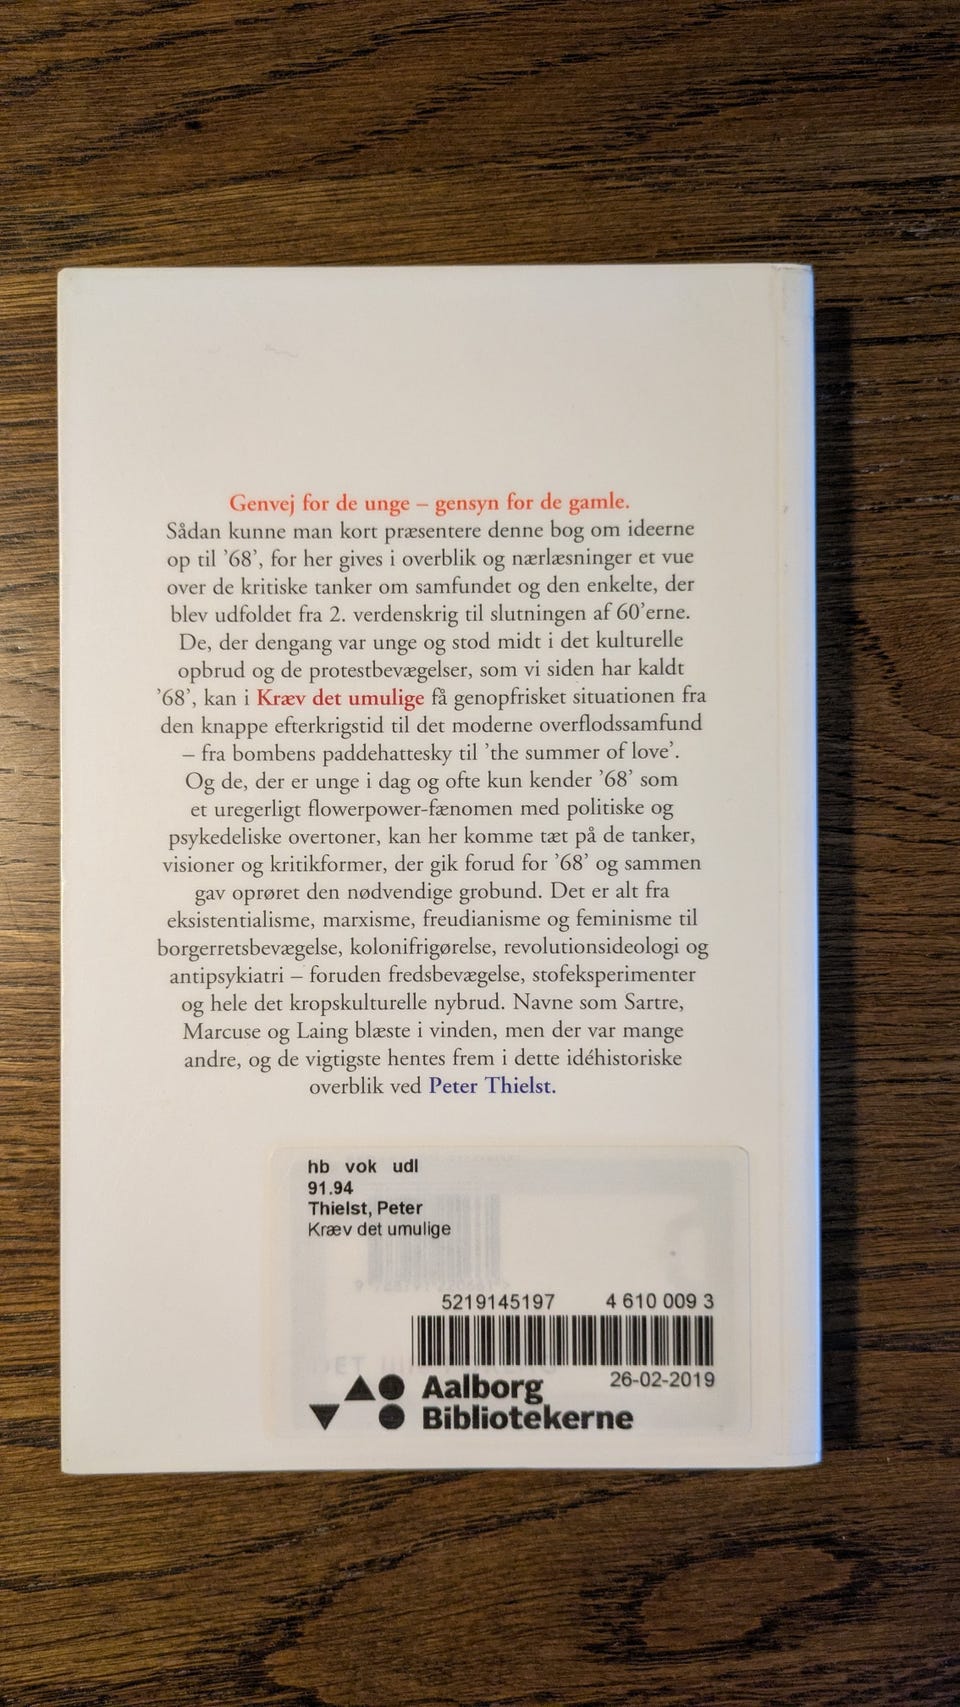 Genvej for de unge – gensyn for de gamle.
Sådan kunne man kort præsentere denne bog om ideerne
op til ’68’, for her gives i overblik og nærlæsninger et vue
over de kritiske tanker om samfundet og den enkelte, der
blev udfoldet fra 2. verdenskrig til slutningen af 60’erne.
De, der dengang var unge og stod midt i det kulturelle
opbrud og de protestbevægelser, som vi siden har kaldt
’68’, kan i Kræv det umulige få genopfrisket situationen fra
den knappe efterkrigstid til det moderne overflodssamfund
– fra bombens paddehattesky til ’the summer of love’.
Og de, der er unge i dag og ofte kun kender ’68’ som
et uregerligt flowerpower-fænomen med politiske og
psykedeliske overtoner, kan her komme tæt på de tanker,
visioner og kritikformer, der gik forud for ’68’ og sammen
gav oprøret den nødvendige grobund. Det er alt fra
eksistentialisme, marxisme, freudianisme og feminisme til
borgerretsbevægelse, kolonifrigørelse, revolutionsideologi og
antipsykiatri – foruden fredsbevægelse, stofeksperimenter
og hele det kropskulturelle nybrud. Navne som Sartre,
Marcuse og Laing blæste i vinden, men der var mange
andre, og de vigtigste hentes frem i dette idéhistoriske
overblik ved Peter Thielst.
hb vok udl
91.94
Thielst, Peter
Kræv det umulige
5219145197 4 610 009 3
26-02-2019
Aalborg
Bibliotekerne